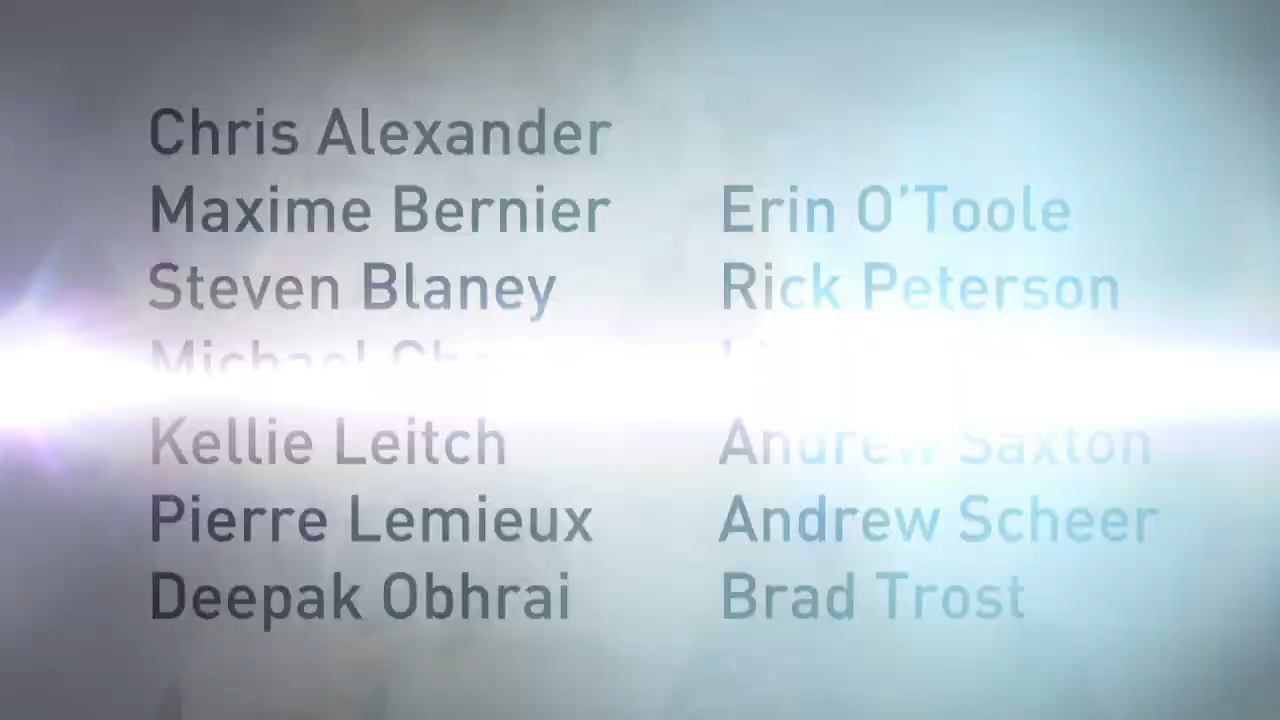 Chris Alexander
Maxime Bernier
Steven Blaney
Michael
Kellie Leitch
Pierre Lemieux
Deepak Obhrai
Erin O'Toole
Rick Peterson
Andrew Saxton
Andrew Scheer
Brad Trost